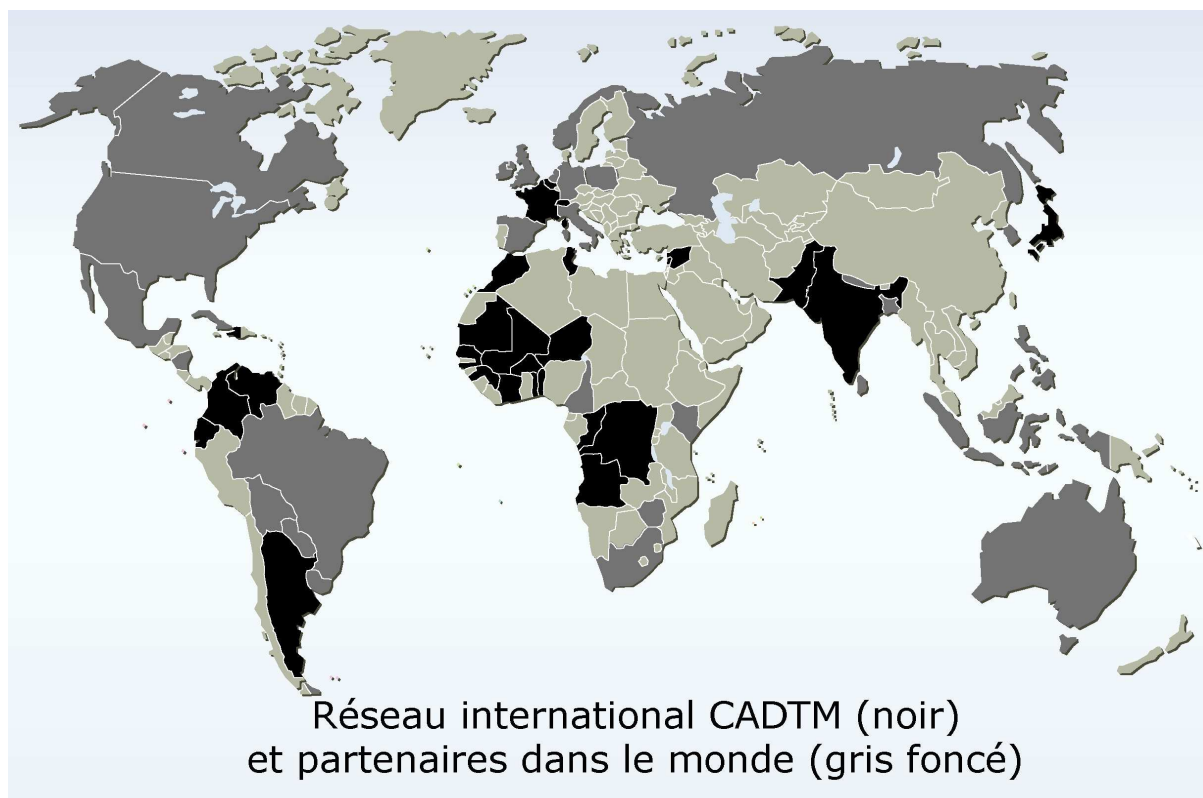 Réseau international CADTM (noir)
et partenaires dans le monde (gris foncé)